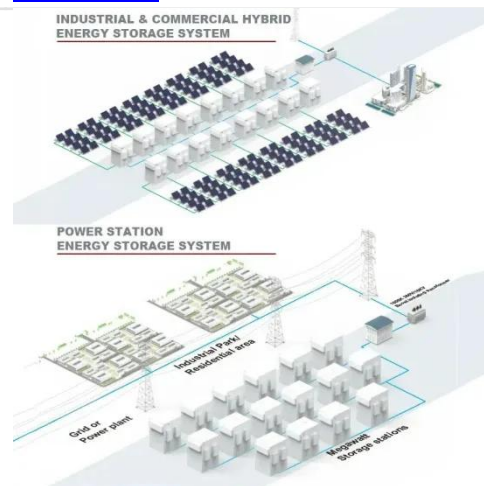 INDUSTRIAL & COMMERCIAL HYBRID
ENERGY STORAGE SYSTEM
POWER STATION
ENERGY STORAGE SYSTEM
Industrial Park/
Residential area
Grid or
Power plant
Megawatt
Storage stations